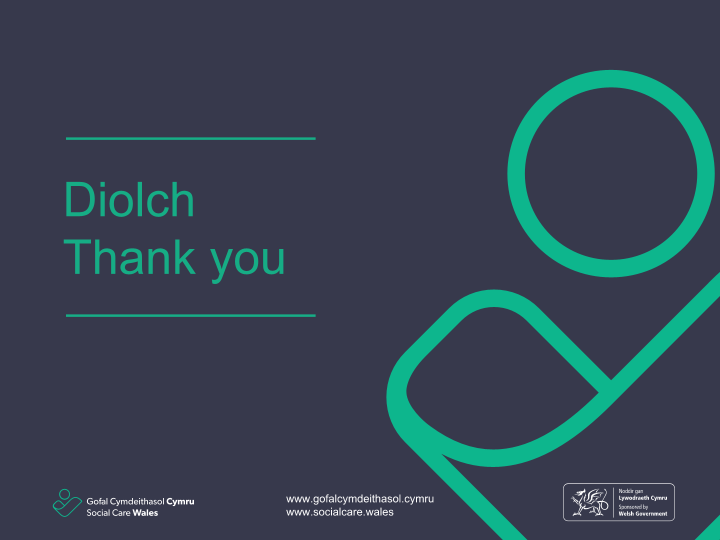 Diolch
Thank you
Gofal Cymdeithasol Cymru
Social Care Wales
www.gofalcymdeithasol.cymru
www.socialcare.wales
Noddir gan
Lywodraeth Cymru
Sponsored by
Welsh Government